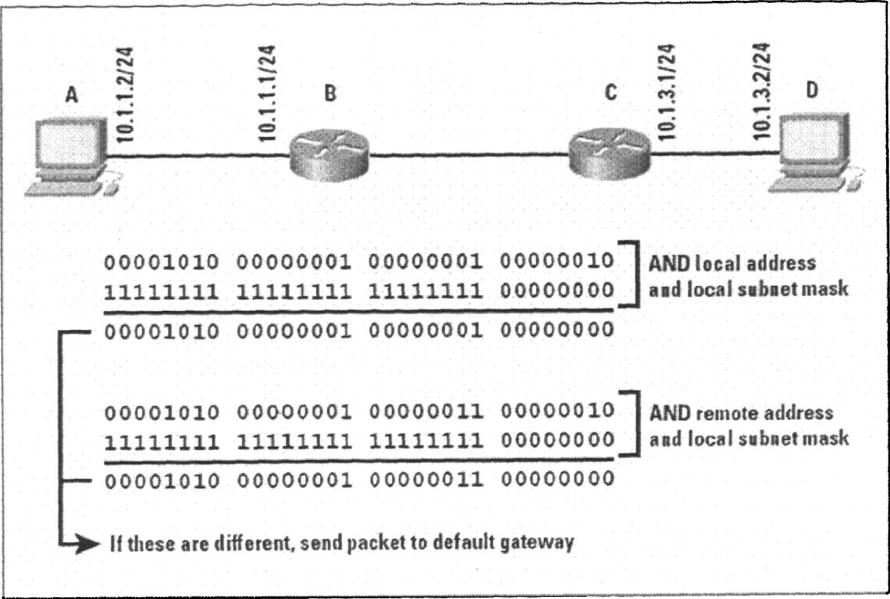 A
10.1.1.2/24
10.1.1.1/24
B
C
10.1.3.1/24
10.1.3.2/24
D
00001010 00000001 00000001 00000010
11111111 11111111 11111111 00000000
AND local address
and local subnet mask
00001010 00000001 00000001 00000000
00001010 00000001 00000011 00000010
11111111 11111111 11111111 00000000
AND remote address
and local subnet mask
00001010 00000001 00000011 00000000
If these are different, send packet to default gateway